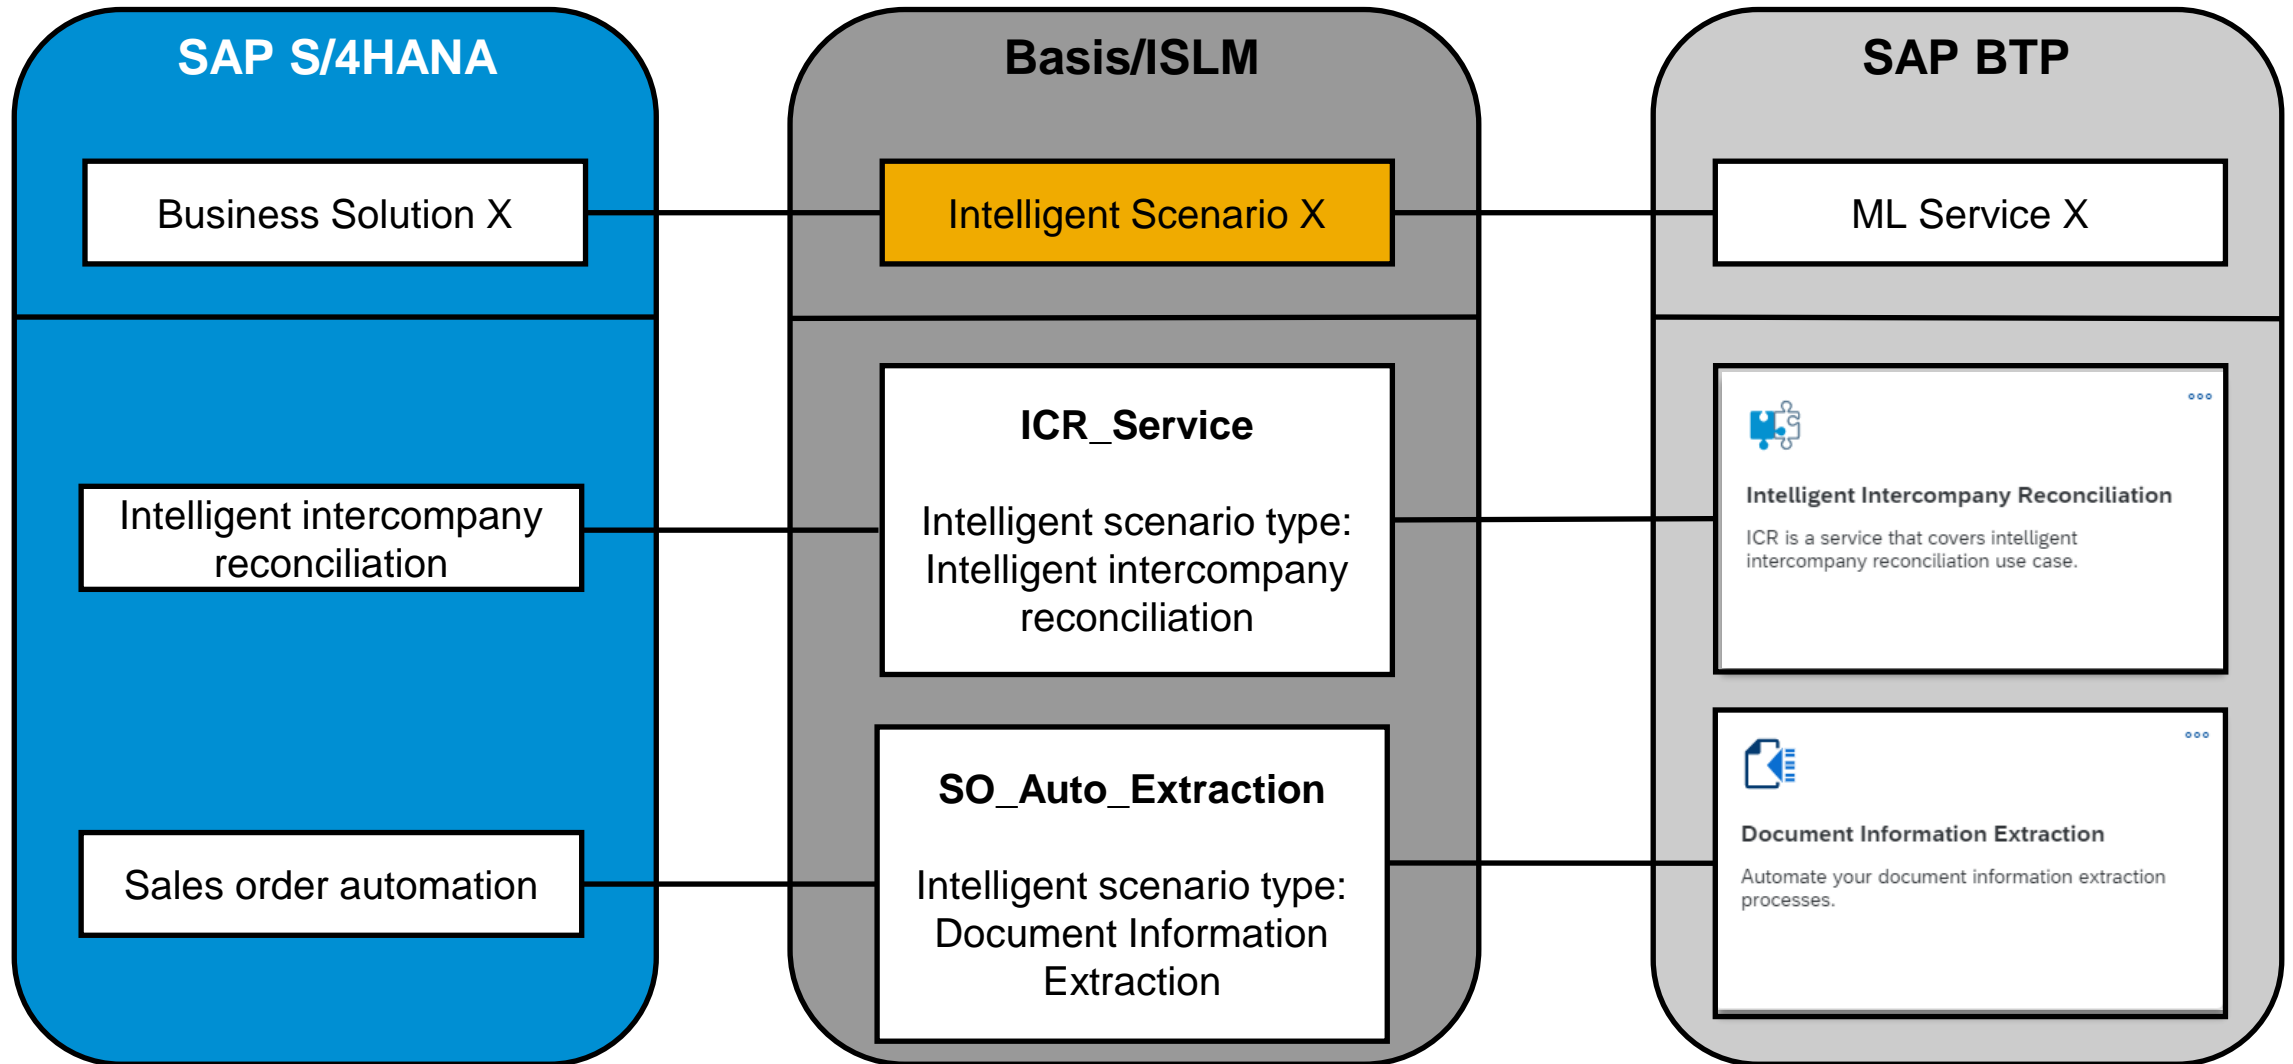 SAP S/4HANA
Basis/ISLM
SAP BTP
Business Solution X
Intelligent Scenario X
ML Service X
Intelligent intercompany
reconciliation
ICR_Service
Intelligent scenario type:
Intelligent intercompany
reconciliation
Intelligent Intercompany Reconciliation
ICR is a service that covers intelligent
intercompany reconciliation use case.
Sales order automation
SO_Auto_Extraction
Intelligent scenario type:
Document Information
Extraction
Document Information Extraction
Automate your document information extraction
processes.